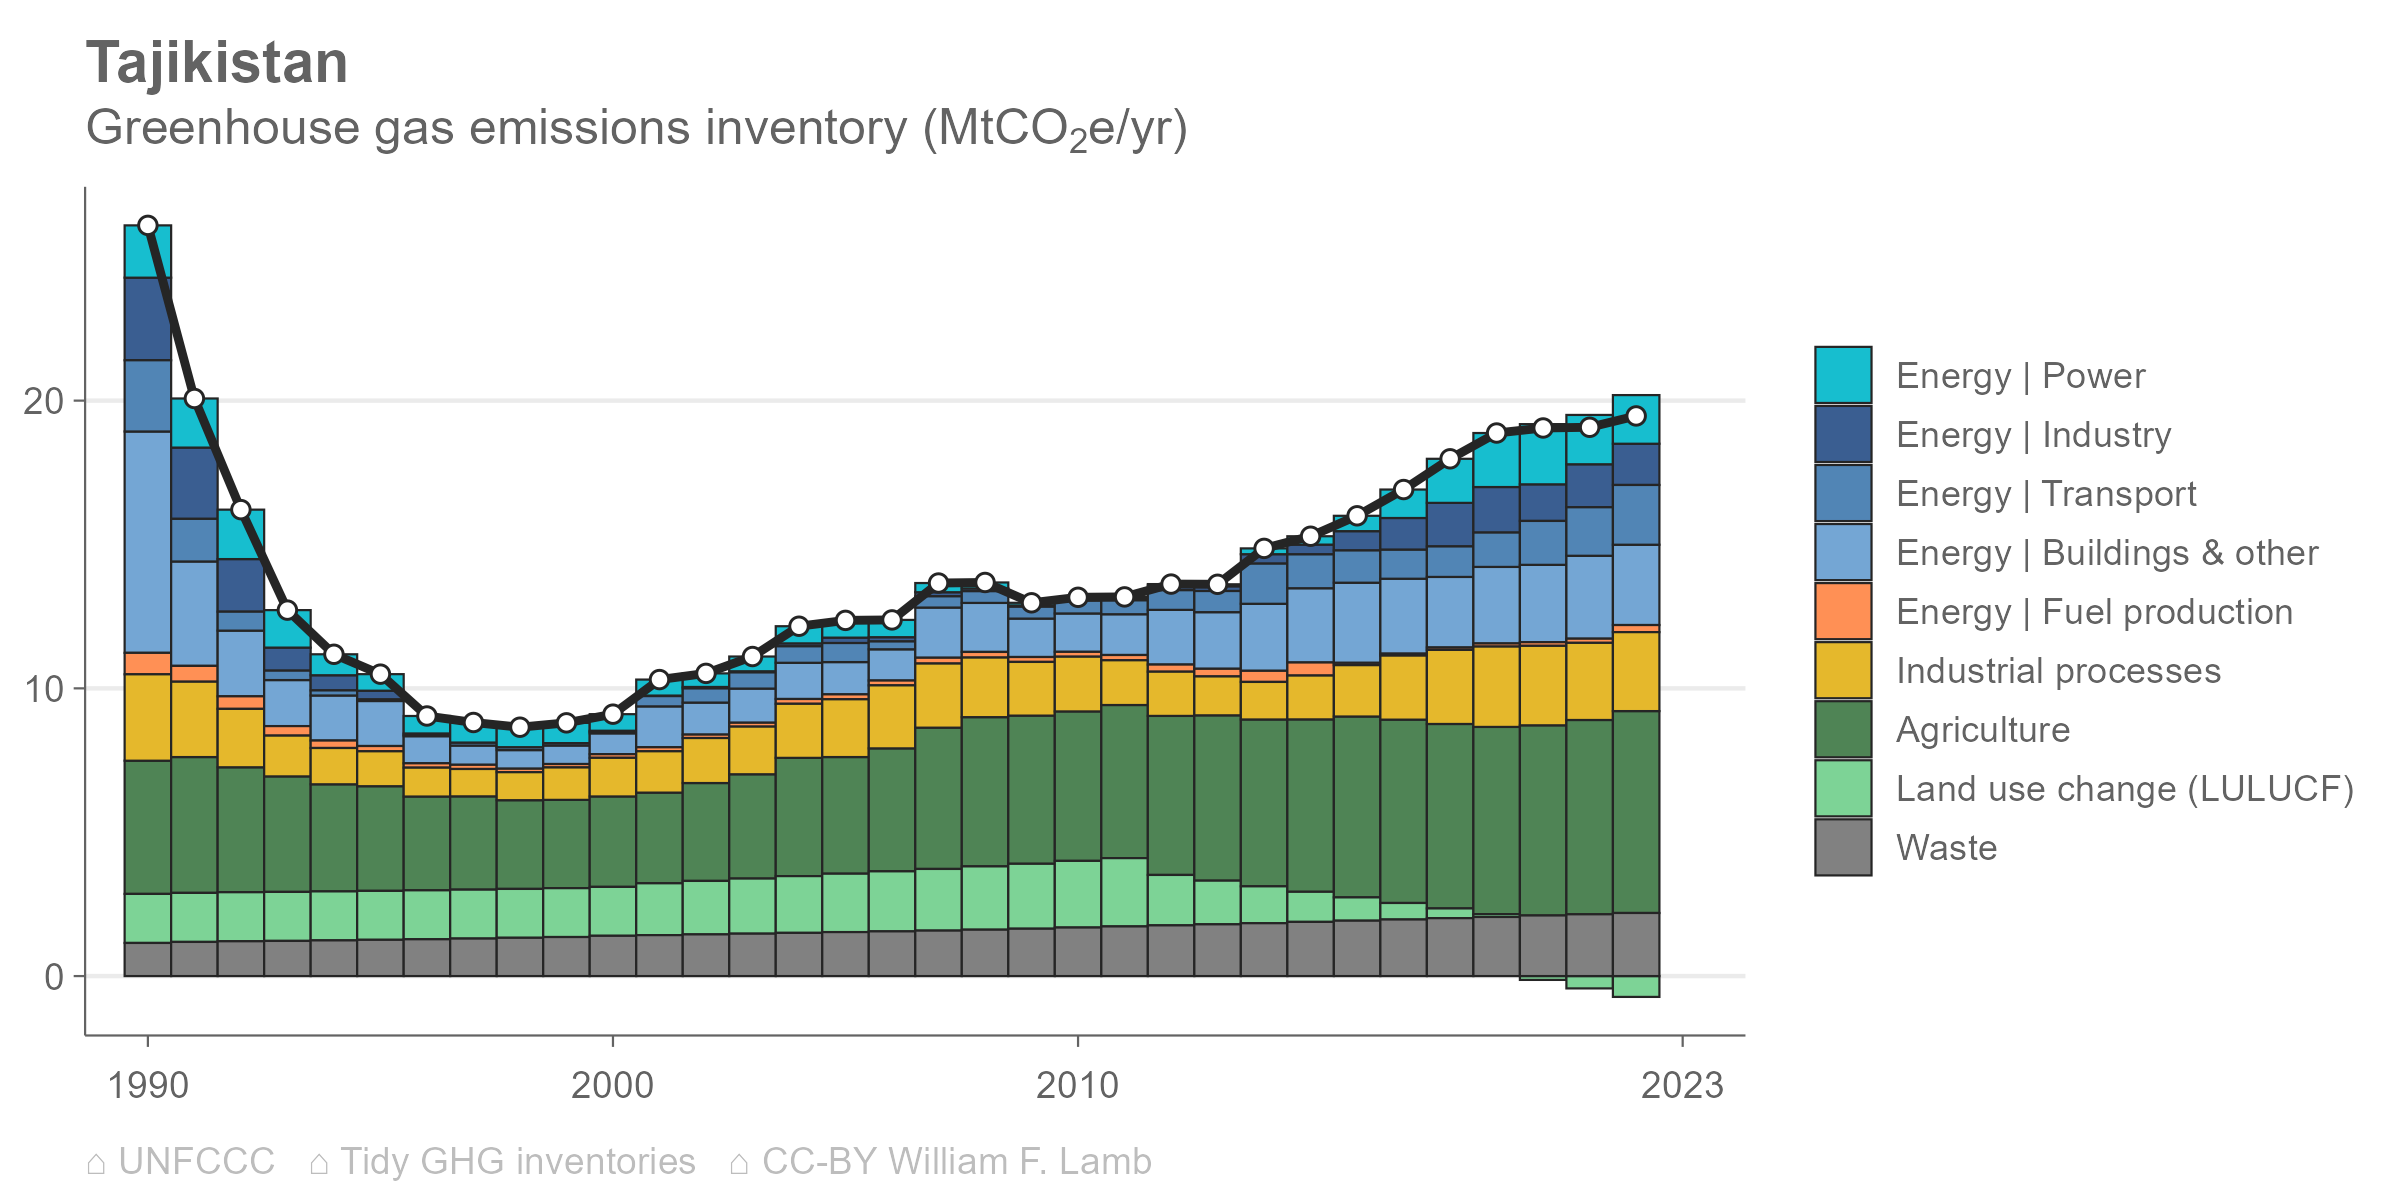 Tajikistan
Greenhouse gas emissions inventory (MtCO₂e/yr)
20
10
0
1990
2000
2010
2023
Energy | Power
Energy | Industry
Energy | Transport
Energy | Buildings & other
Energy | Fuel production
Industrial processes
Agriculture
Land use change (LULUCF)
Waste
⌂ UNFCCC ⌂ Tidy GHG inventories ⌂ CC-BY William F. Lamb